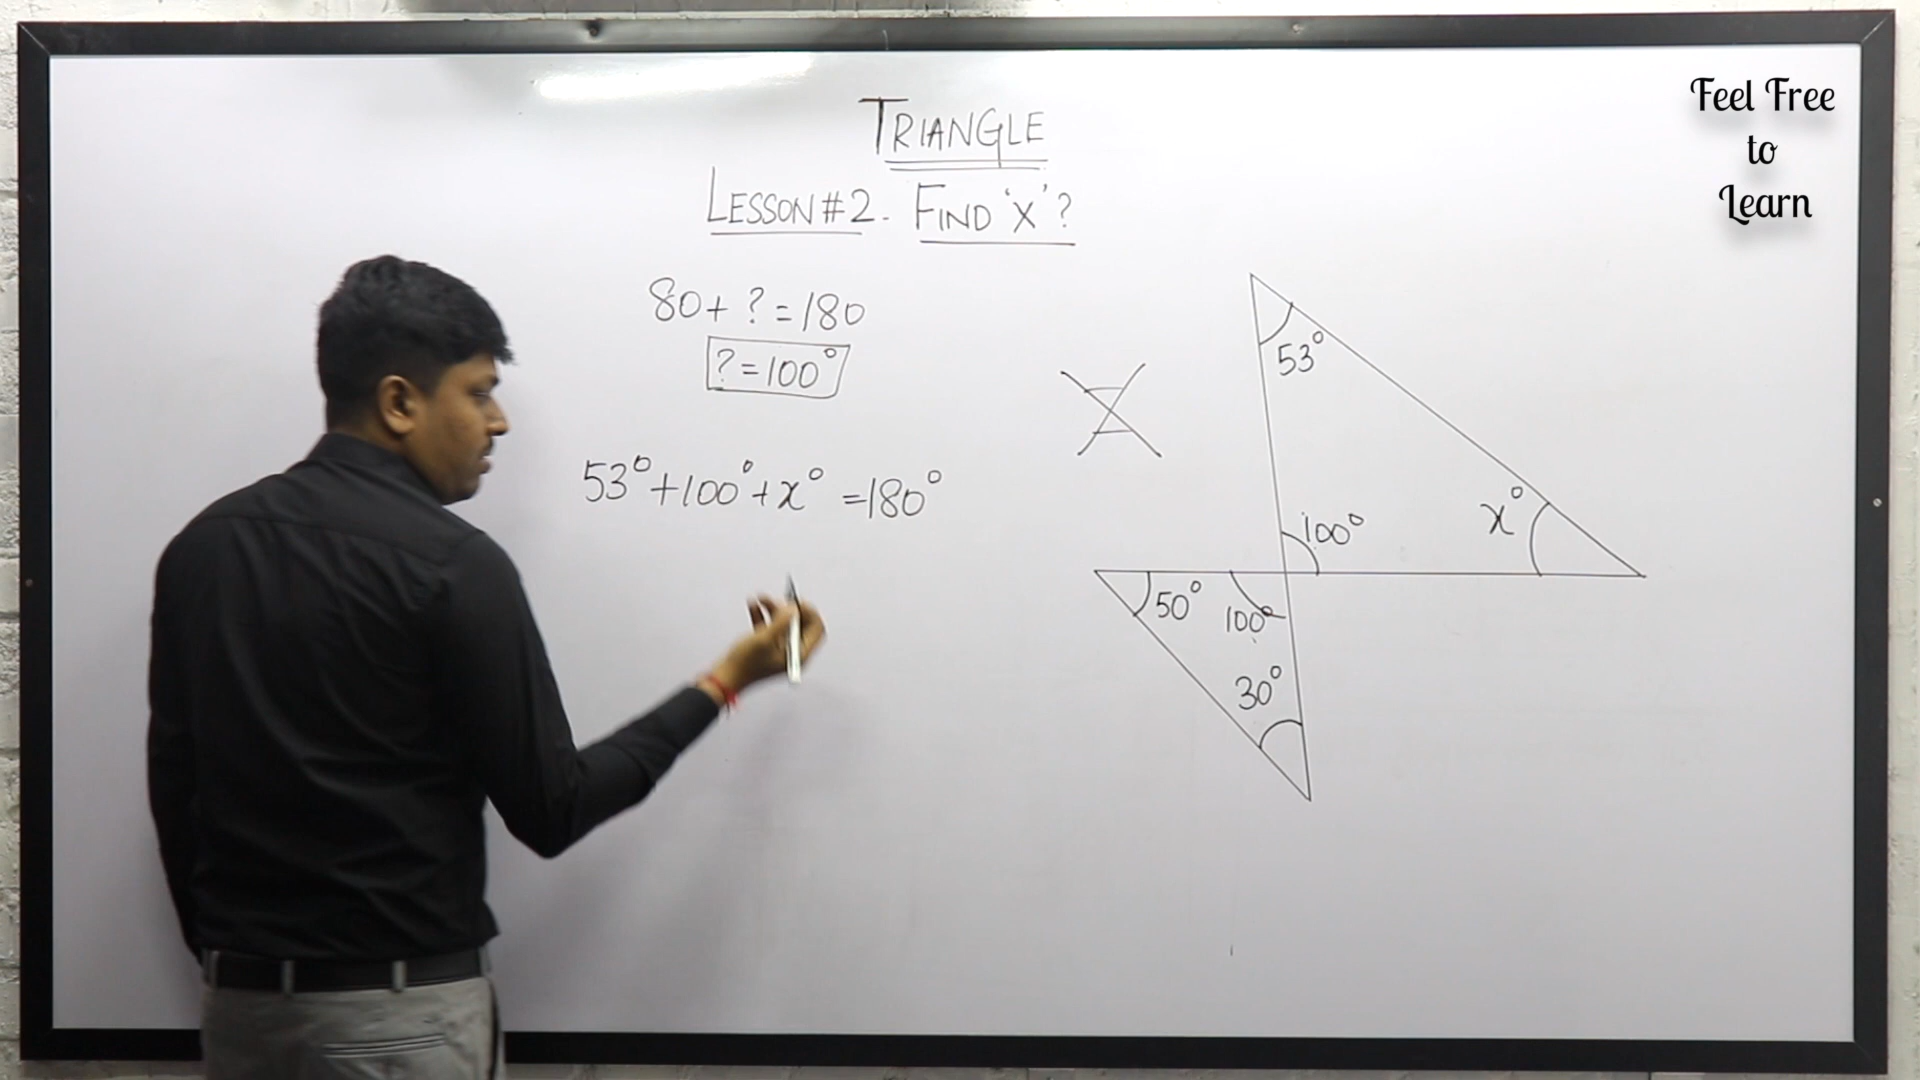 Feel Free
to
Learn
TRIANGLE
LESSON#2. FIND 'X'?
80+ ? =180
? =100°
53°+100°+x° =180°
53°
100°
x°
50°
100°
30°